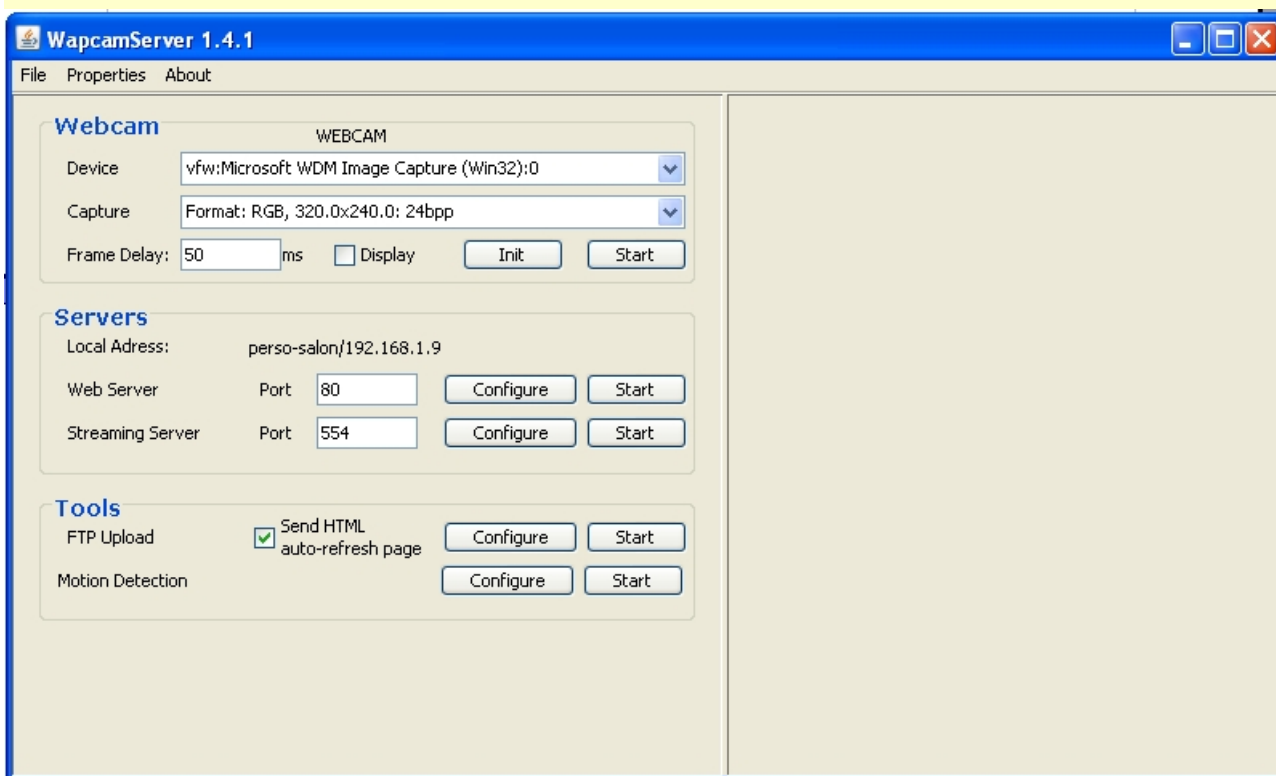 WapcamServer 1.4.1
File Properties About
Webcam
WEBCAM
Device vfw:Microsoft WDM Image Capture (Win32):0
Capture Format: RGB, 320.0x240.0: 24bpp
Frame Delay: 50 ms Display Init Start
Servers
Local Adress: perso-salon/192.168.1.9
Web Server Port 80 Configure Start
Streaming Server Port 554 Configure Start
Tools
FTP Upload Send HTML auto-refresh page Configure Start
Motion Detection Configure Start